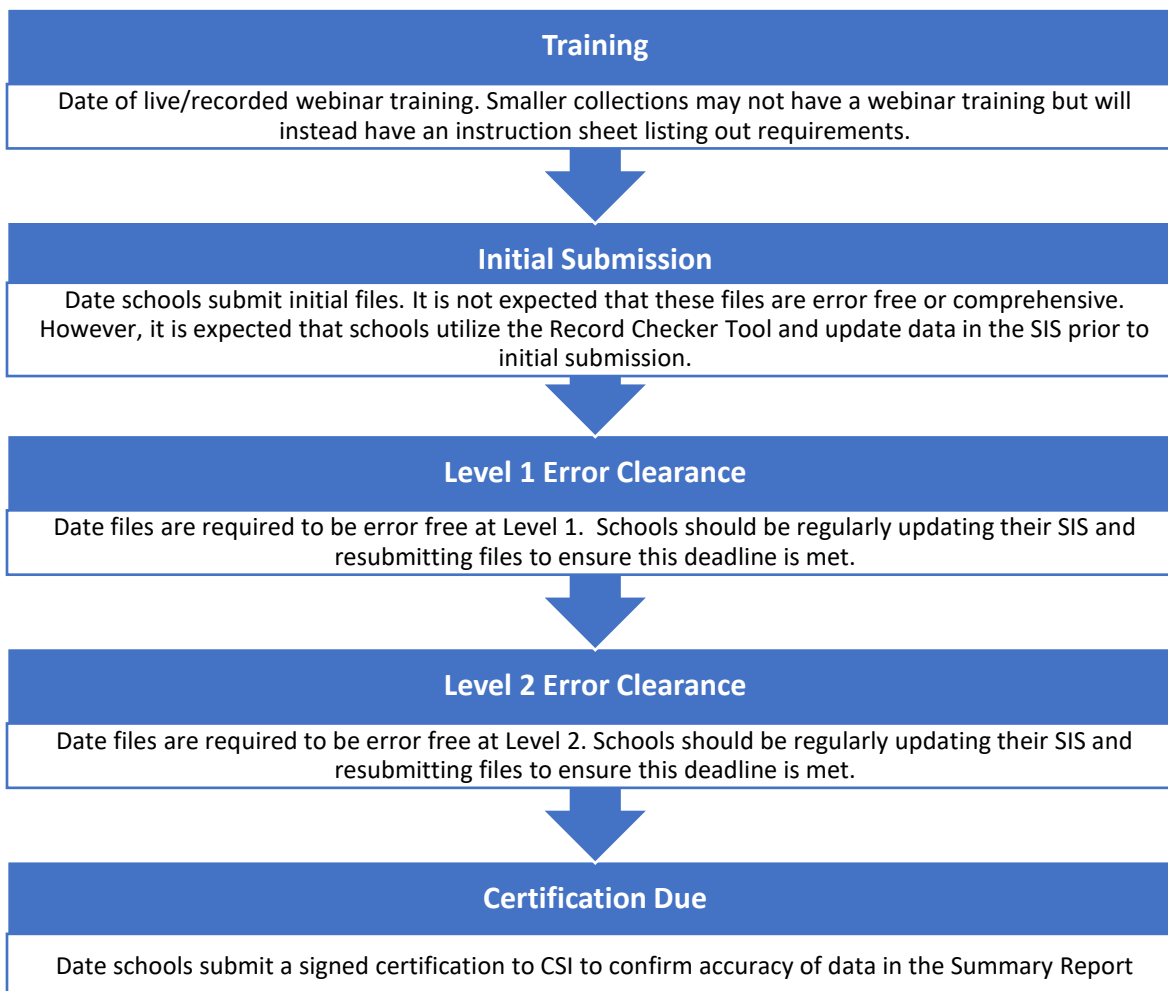 Training
Date of live/recorded webinar training. Smaller collections may not have a webinar training but will
instead have an instruction sheet listing out requirements.
Initial Submission
Date schools submit initial files. It is not expected that these files are error free or comprehensive.
However, it is expected that schools utilize the Record Checker Tool and update data in the SIS prior to
initial submission.
Level 1 Error Clearance
Date files are required to be error free at Level 1.  Schools should be regularly updating their SIS and
resubmitting files to ensure this deadline is met.
Level 2 Error Clearance
Date files are required to be error free at Level 2. Schools should be regularly updating their SIS and
resubmitting files to ensure this deadline is met.
Certification Due
Date schools submit a signed certification to CSI to confirm accuracy of data in the Summary Report